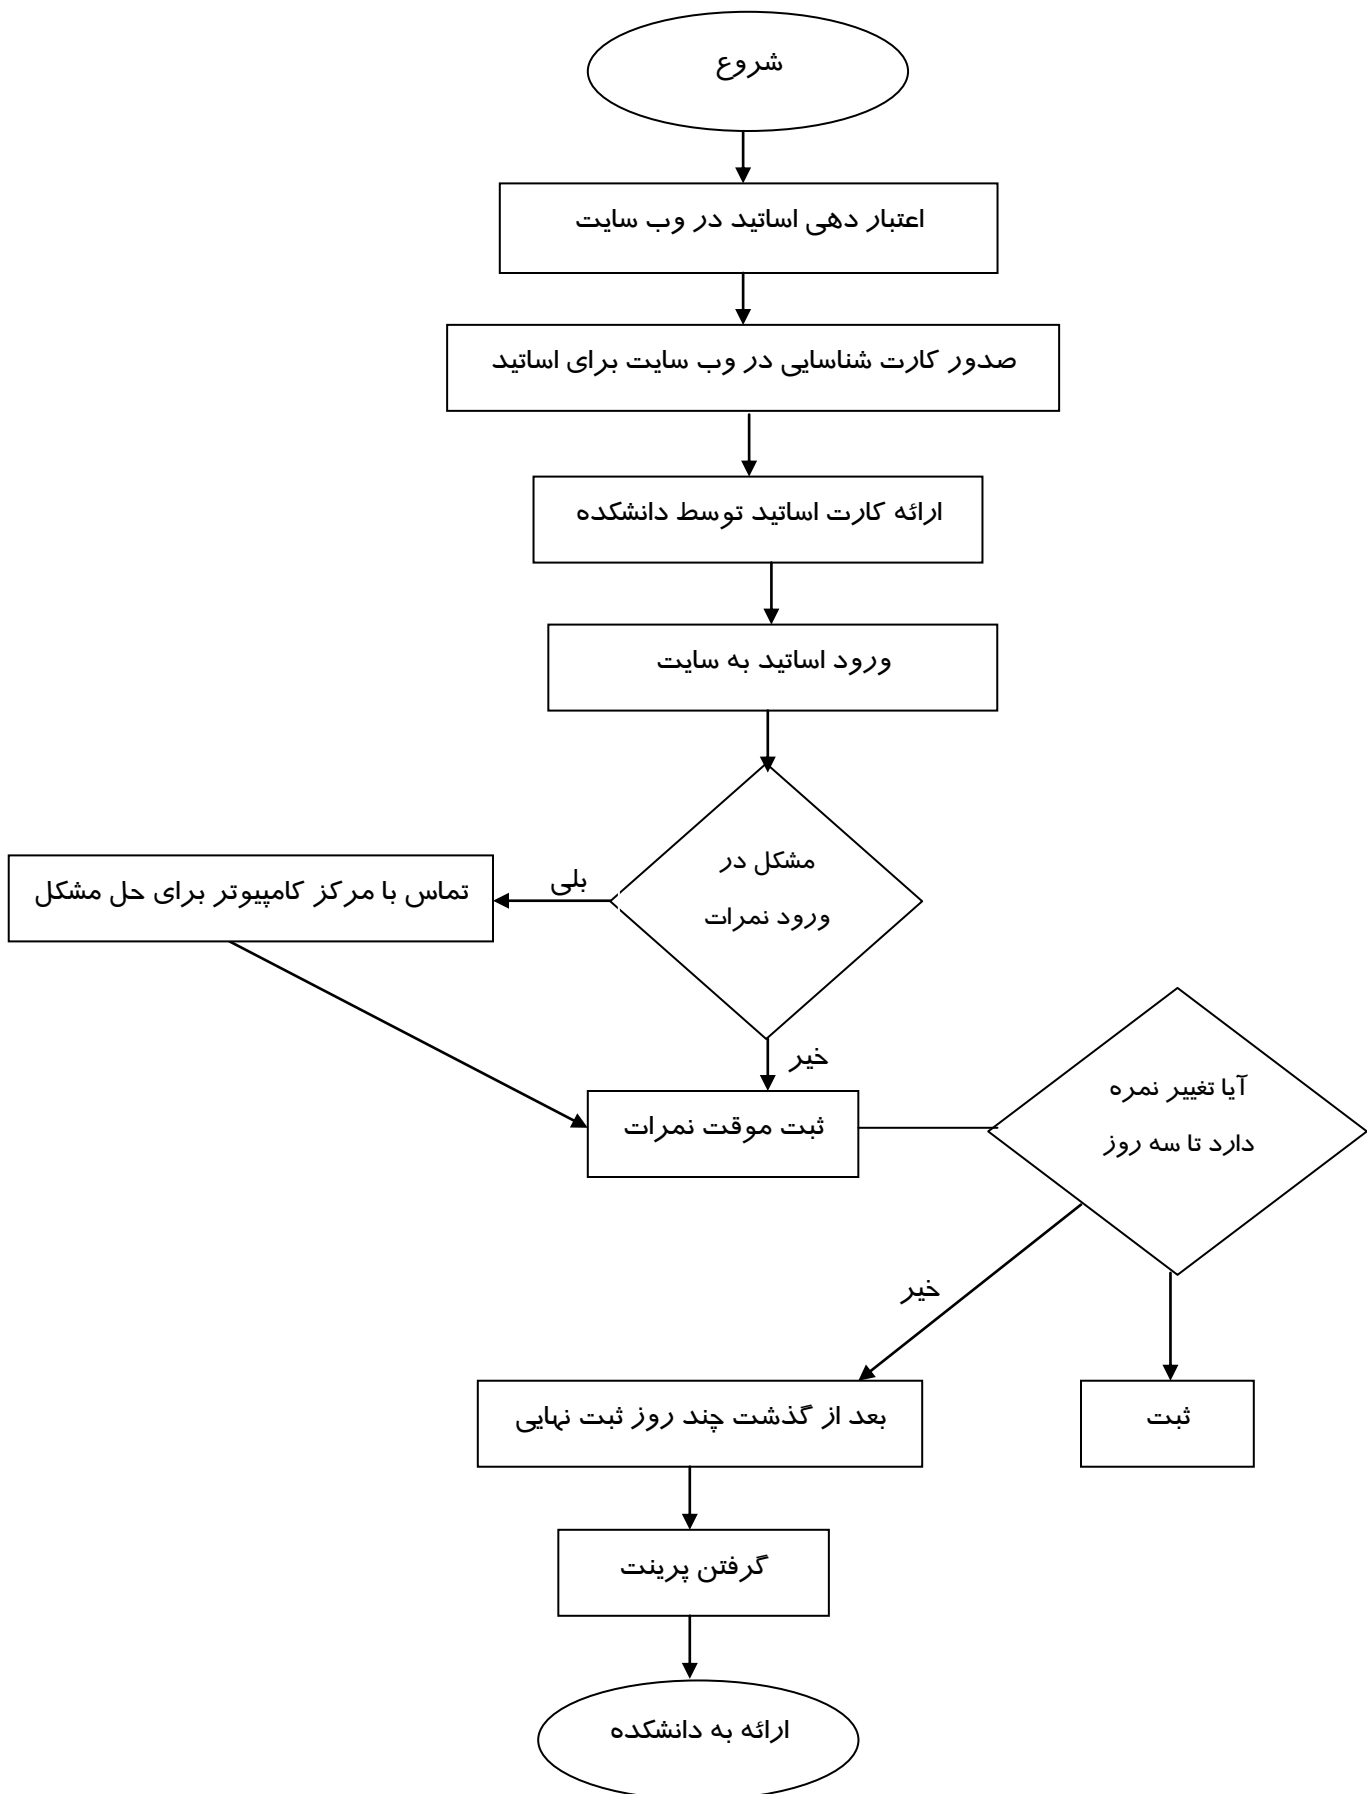 شروع
اعتبار دهی اساتید در وب سایت
صدور کارت شناسایی در وب سایت برای اساتید
ارائه کارت اساتید توسط دانشکده
ورود اساتید به سایت
مشکل در
ورود نمرات
بلی
تماس با مرکز کامپیوتر برای حل مشکل
خیر
ثبت موقت نمرات
آیا تغییر نمره
دارد تا سه روز
خیر
ثبت
بعد از گذشت چند روز ثبت نهایی
گرفتن پرینت
ارائه به دانشکده